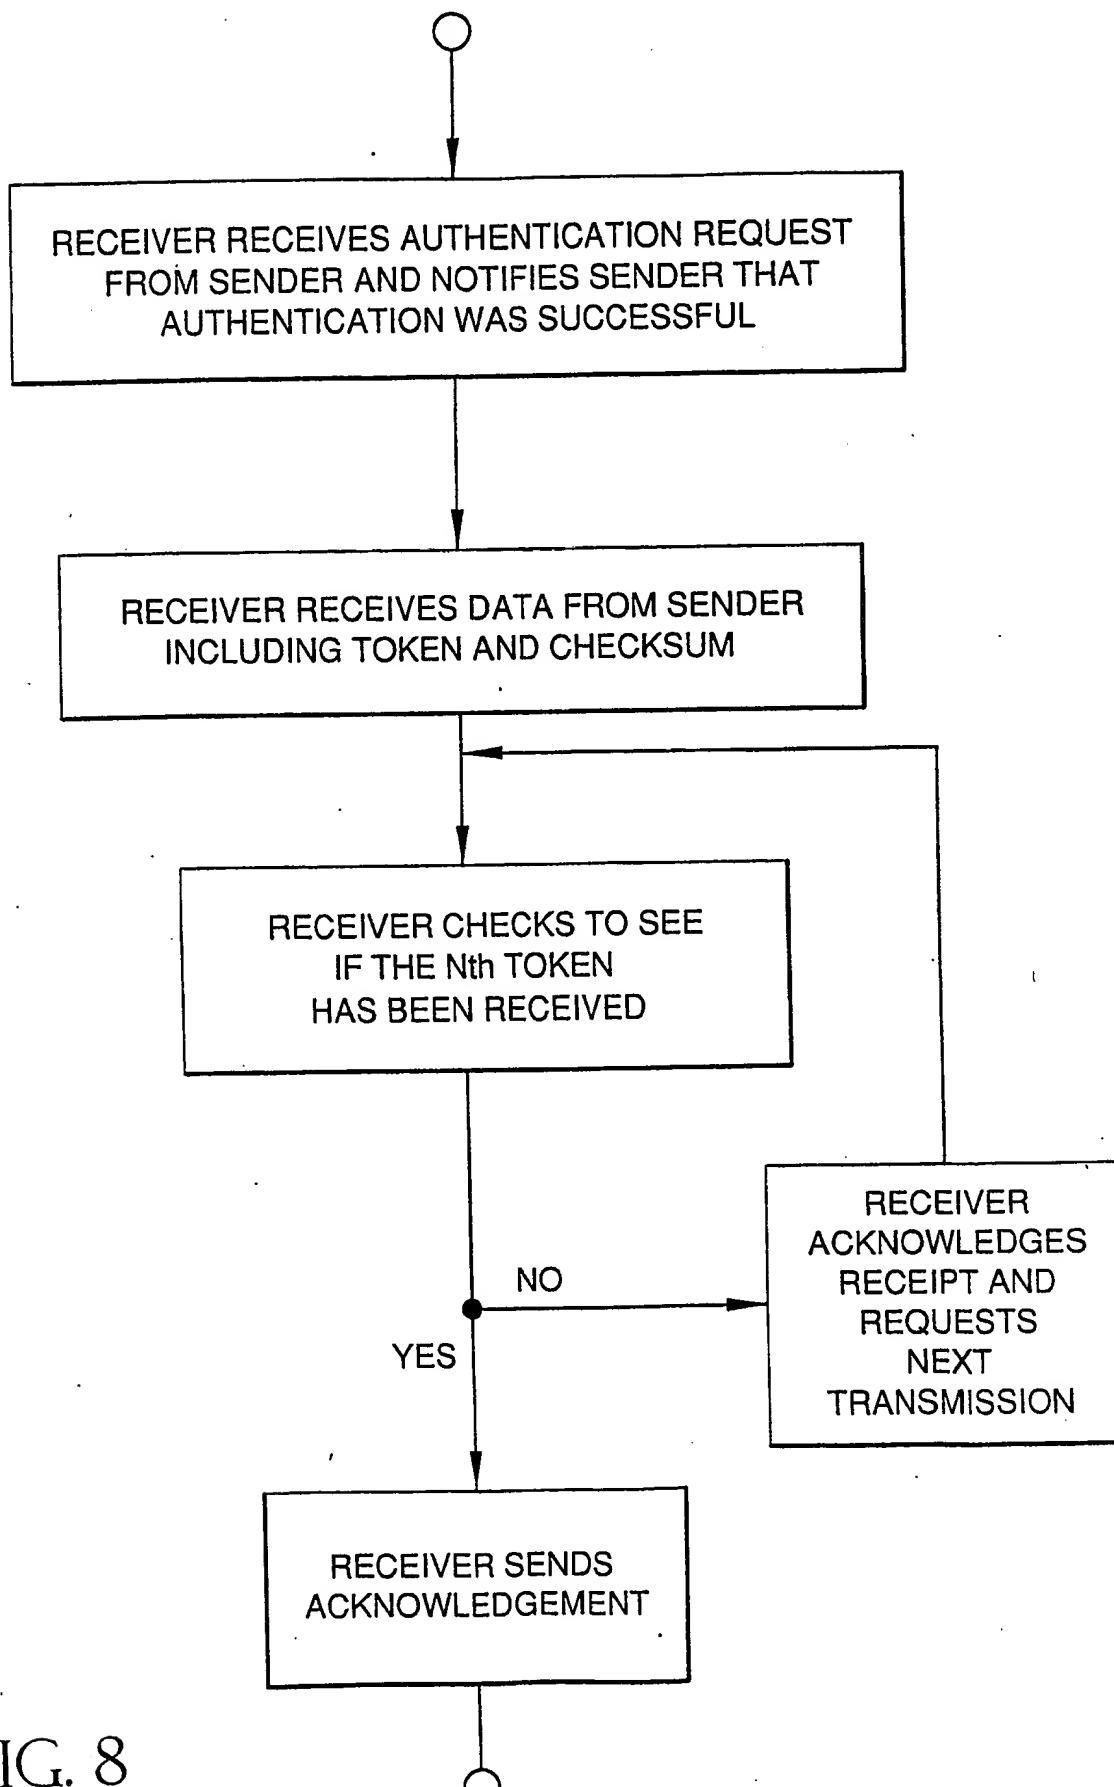 RECEIVER RECEIVES AUTHENTICATION REQUEST
FROM SENDER AND NOTIFIES SENDER THAT
AUTHENTICATION WAS SUCCESSFUL
RECEIVER RECEIVES DATA FROM SENDER
INCLUDING TOKEN AND CHECKSUM
RECEIVER CHECKS TO SEE
IF THE Nth TOKEN
HAS BEEN RECEIVED
NO
YES
RECEIVER
ACKNOWLEDGES
RECEIPT AND
REQUESTS
NEXT
TRANSMISSION
RECEIVER SENDS
ACKNOWLEDGEMENT
IG. 8